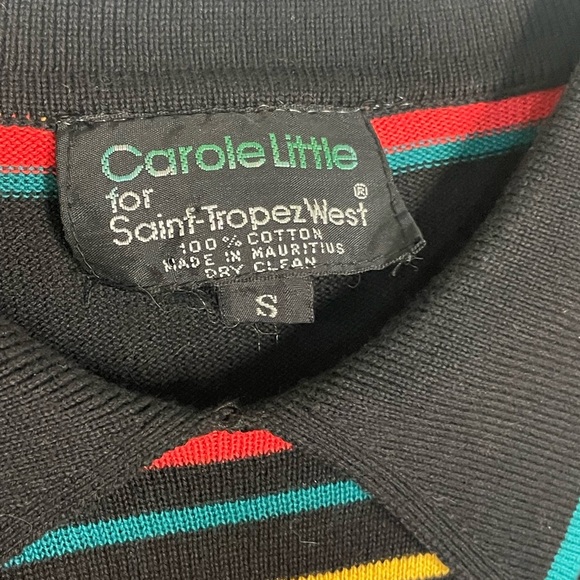 Carole Little
for
Saint-Tropez West ®
100% COTTON
MADE IN MAURITIUS
DRY CLEAN
S